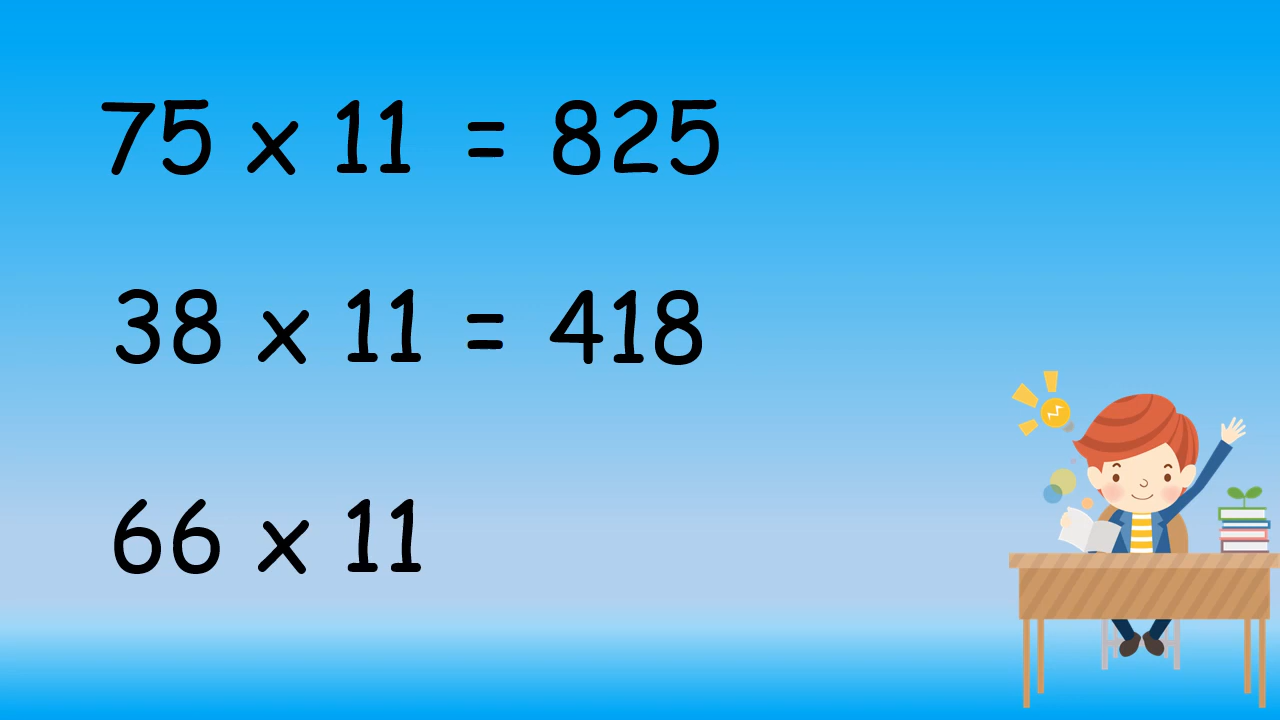 75 x 11 = 825
38 x 11 = 418
66 x 11